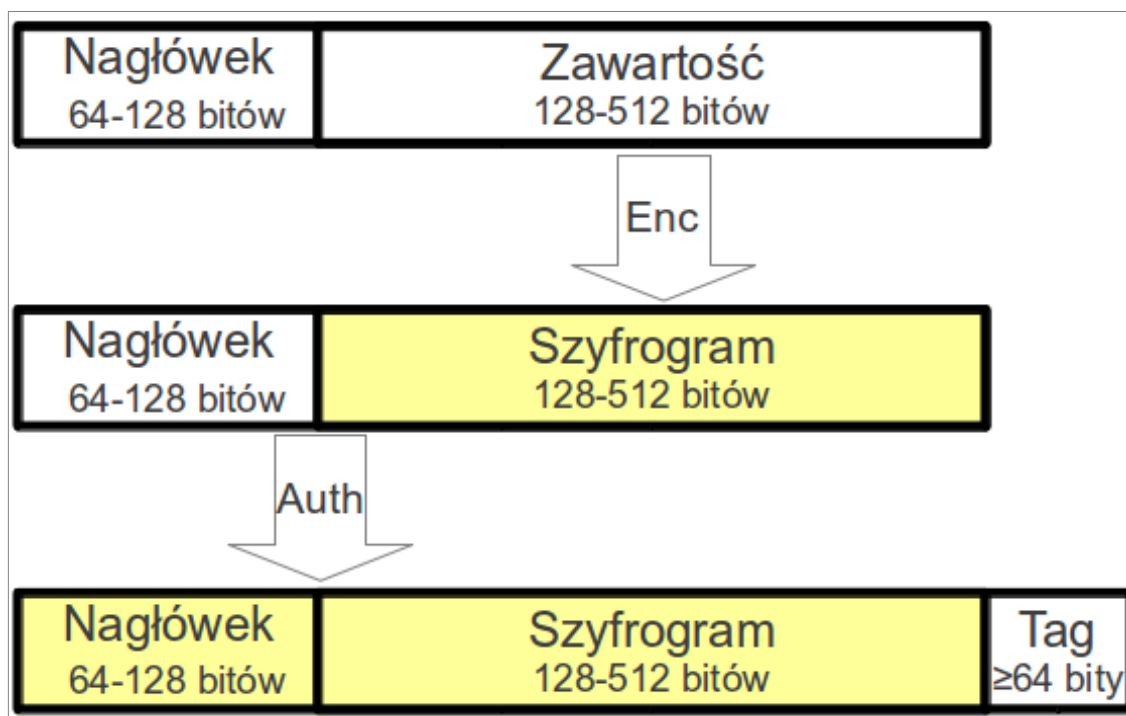 Nagłówek
64-128 bitów
Zawartość
128-512 bitów
Enc
Nagłówek
64-128 bitów
Szyfrogram
128-512 bitów
Auth
Nagłówek
64-128 bitów
Szyfrogram
128-512 bitów
Tag
≥64 bity